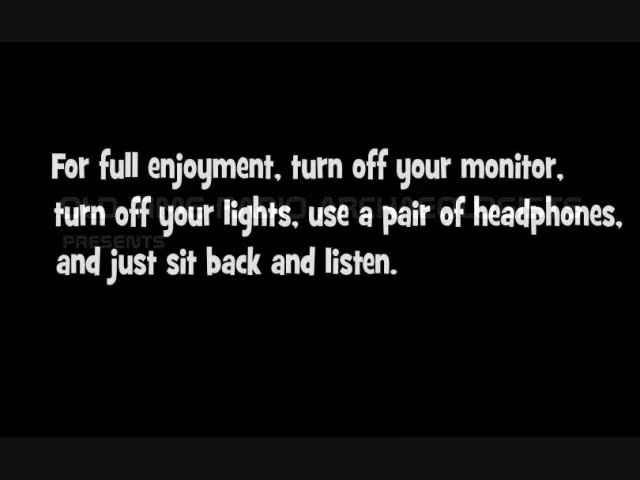 For full enjoyment, turn off your monitor,
turn off your lights, use a pair of headphones,
PRESENTS
and just sit back and listen.